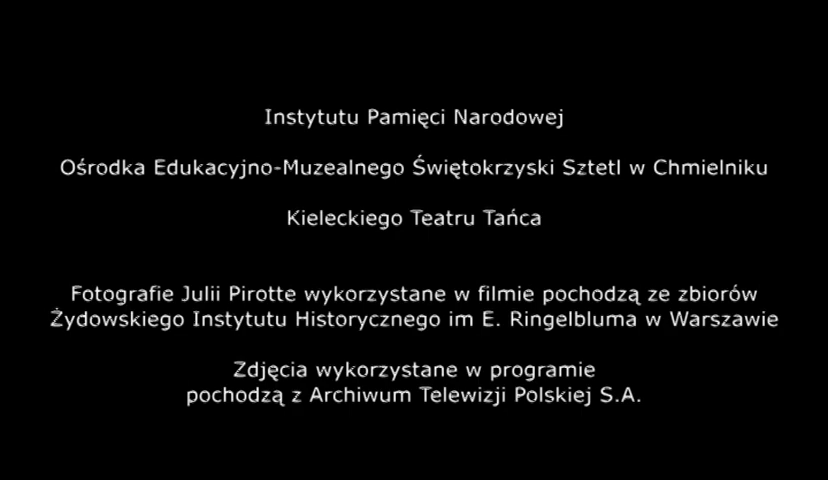 Instytutu Pamięci Narodowej
Ośrodka Edukacyjno-Muzealnego Świętokrzyski Sztetl w Chmielniku
Kieleckiego Teatru Tańca
Fotografie Julii Pirotte wykorzystane w filmie pochodzą ze zbiorów
Żydowskiego Instytutu Historycznego im E. Ringelbluma w Warszawie
Zdjęcia wykorzystane w programie
pochodzą z Archiwum Telewizji Polskiej S.A.